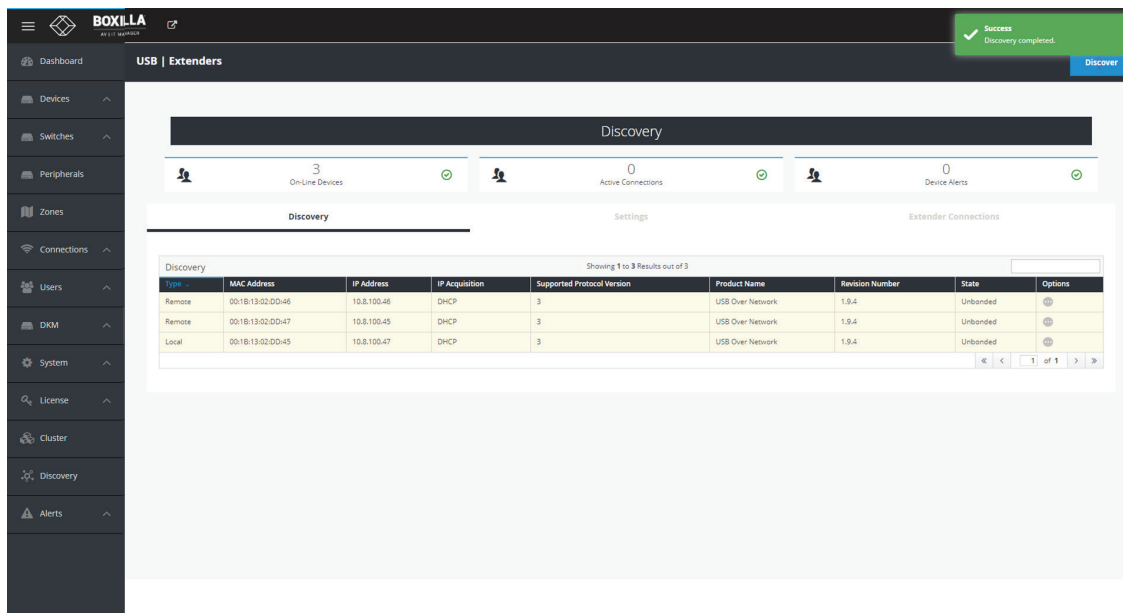 BOXILLA
AV | IT MANAGER
Success
Discovery completed.
Dashboard
USB | Extenders
Discover
Devices
Switches
Discovery
Peripherals
3
On-Line Devices
0
Active Connections
0
Device Alerts
Zones
Discovery Settings Extender Connections
Connections
Discovery Showing 1 to 3 Results out of 3
Users
Type MAC Address IP Address IP Acquisition Supported Protocol Version Product Name Revision Number State Options
Remote 00:1B:13:02:DD:46 10.8.100.46 DHCP 3 USB Over Network 1.9.4 Unbonded
Remote 00:1B:13:02:DD:47 10.8.100.45 DHCP 3 USB Over Network 1.9.4 Unbonded
DKM
Local 00:1B:13:02:DD:45 10.8.100.47 DHCP 3 USB Over Network 1.9.4 Unbonded
1 of 1
System
License
Cluster
Discovery
Alerts